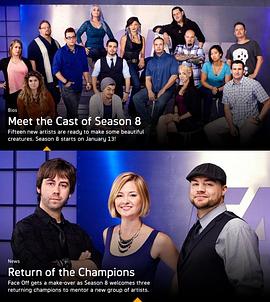 Bios
Meet the Cast of Season 8
Fifteen new artists are ready to make some beautiful
creatures. Season 8 starts on January 13!
News
Return of the Champions
Face Off gets a make-over as Season 8 welcomes three
returning champions to mentor a new group of artists.